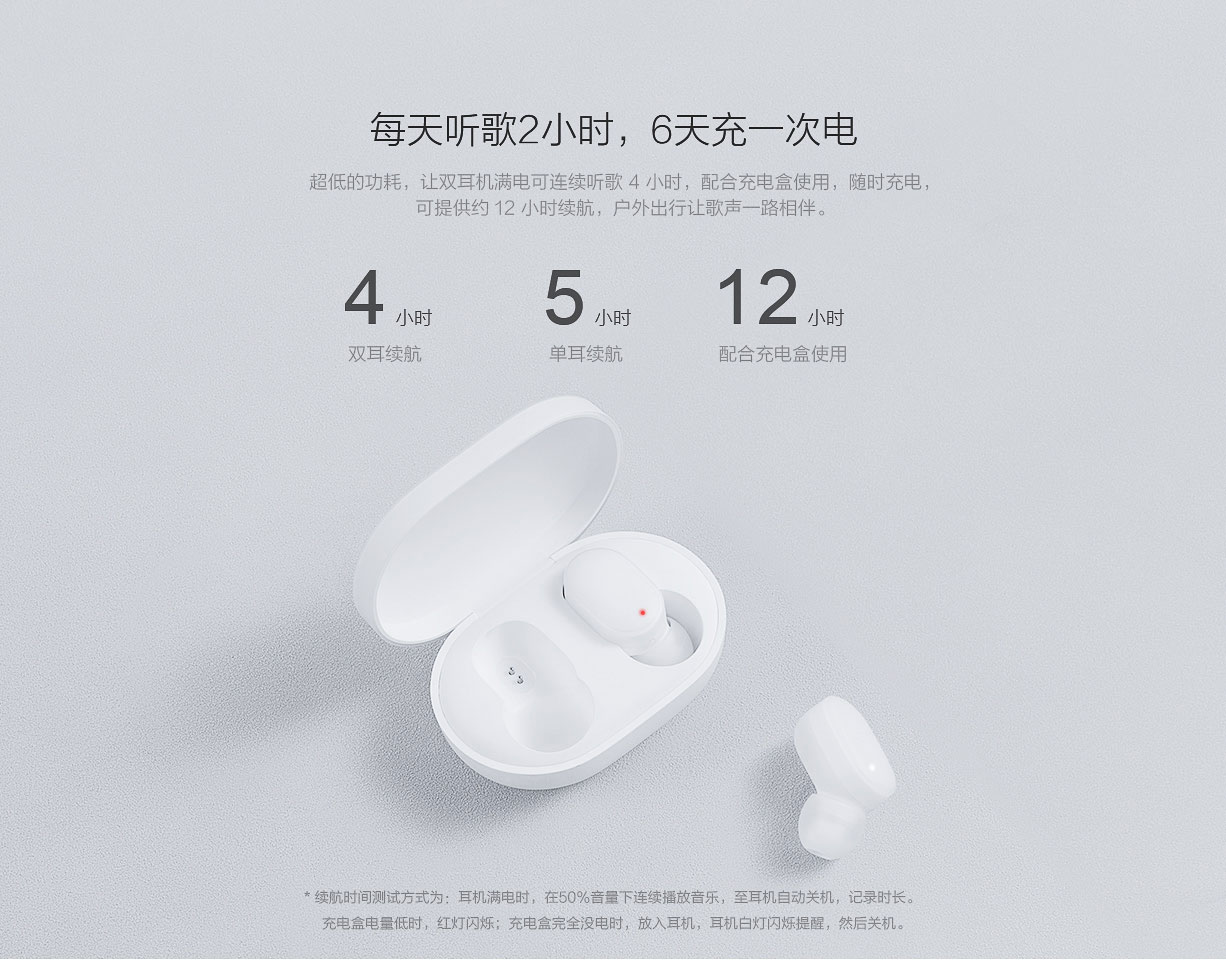 每天听歌2小时，6天充一次电
超低的功耗，让双耳机满电可连续听歌 4 小时，配合充电盒使用，随时充电，
可提供约 12 小时续航，户外出行让歌声一路相伴。
4 小时
双耳续航
5 小时
单耳续航
12 小时
配合充电盒使用
* 续航时间测试方式为：耳机满电时，在50%音量下连续播放音乐，至耳机自动关机，记录时长。
充电盒电量低时，红灯闪烁；充电盒完全没电时，放入耳机，耳机白灯闪烁提醒，然后关机。